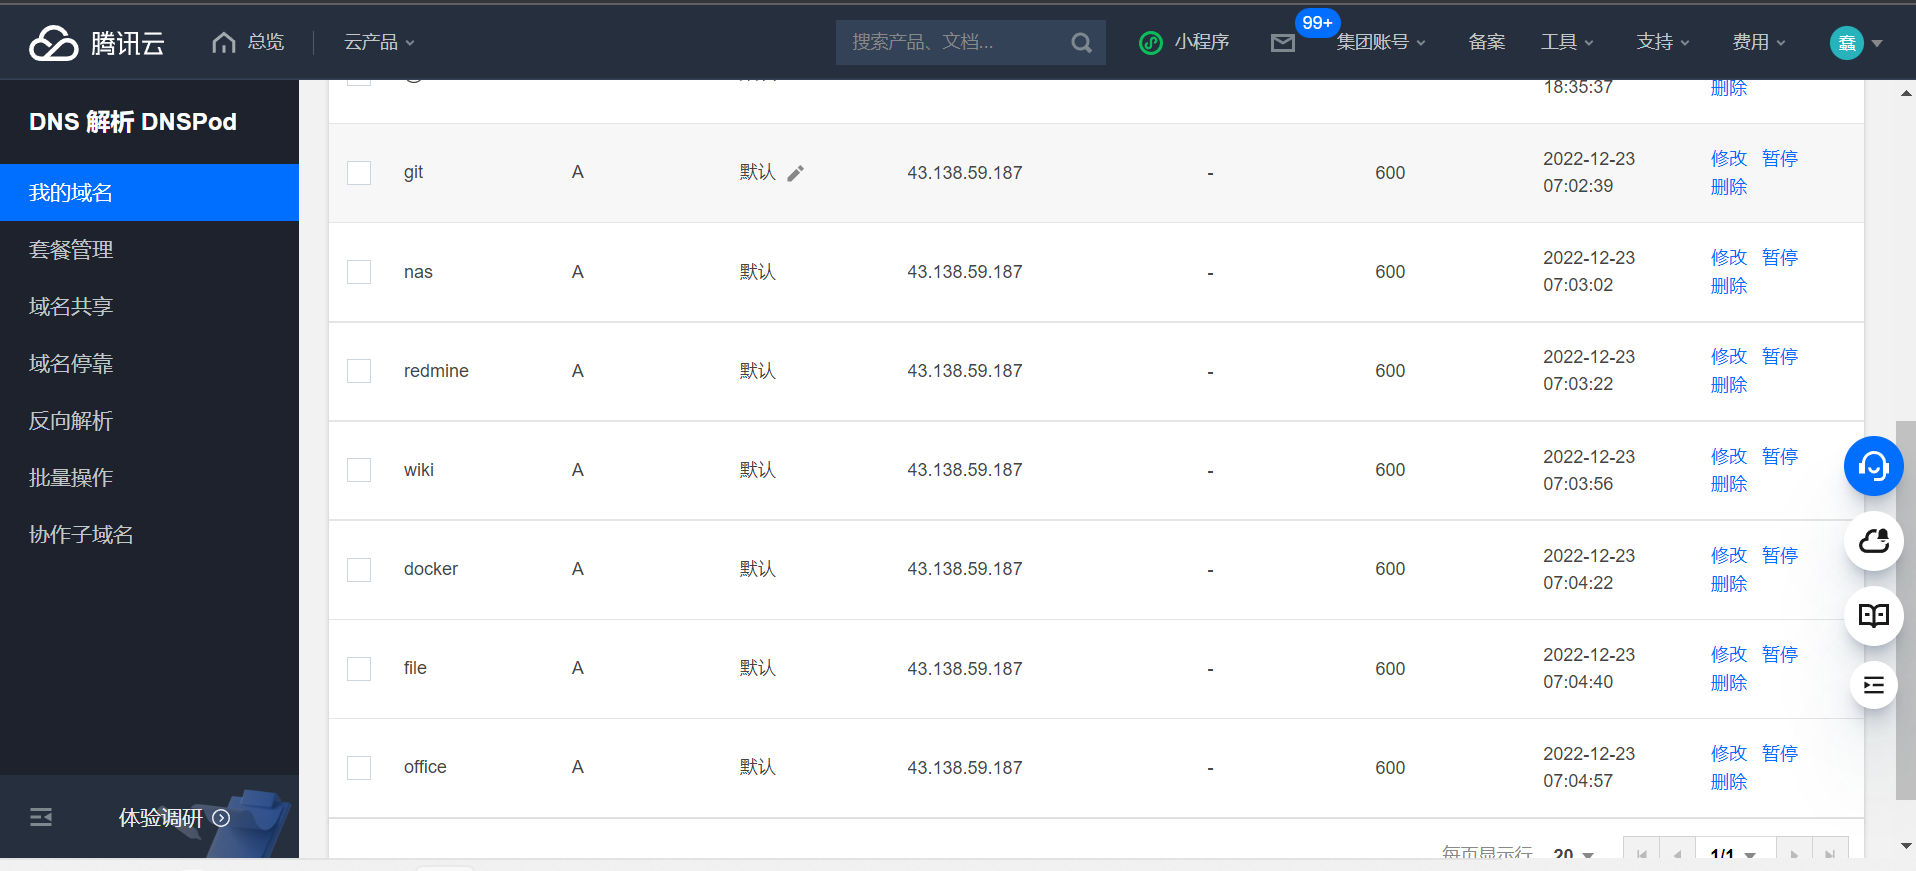 腾讯云 总览 云产品 搜索产品、文档... 小程序 99+ 集团账号 备案 工具 支持 费用 蠢
DNS 解析 DNSPod
我的域名
套餐管理
域名共享
域名停靠
反向解析
批量操作
协作子域名
体验调研
18:35:37 删除
git A 默认 43.138.59.187 - 600 2022-12-23 修改 暂停
07:02:39 删除
nas A 默认 43.138.59.187 - 600 2022-12-23 修改 暂停
07:03:02 删除
redmine A 默认 43.138.59.187 - 600 2022-12-23 修改 暂停
07:03:22 删除
wiki A 默认 43.138.59.187 - 600 2022-12-23 修改 暂停
07:03:56 删除
docker A 默认 43.138.59.187 - 600 2022-12-23 修改 暂停
07:04:22 删除
file A 默认 43.138.59.187 - 600 2022-12-23 修改 暂停
07:04:40 删除
office A 默认 43.138.59.187 - 600 2022-12-23 修改 暂停
07:04:57 删除
每页显示行 20 1/1